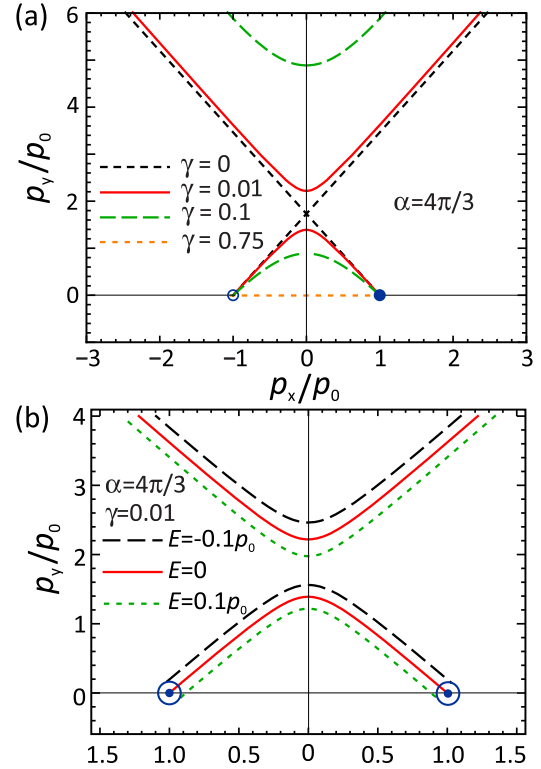 (a)
6
4
2
0
p_y/p_0
γ = 0
γ = 0.01
γ = 0.1
γ = 0.75
α=4π/3
−3 −2 −1 0 1 2 3
p_x/p_0
(b)
4
3
2
1
0
p_y/p_0
α=4π/3
γ=0.01
E=-0.1p_0
E=0
E=0.1p_0
1.5 1.0 0.5 0 0.5 1.0 1.5